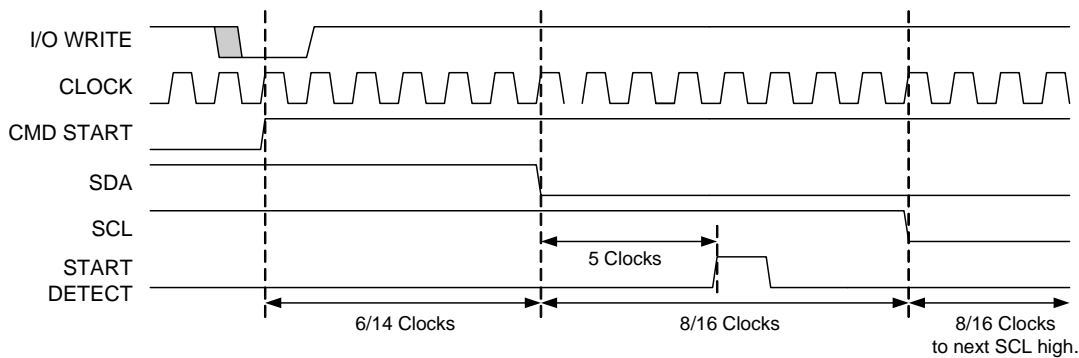 I/O WRITE
CLOCK
CMD START
SDA
SCL
START
DETECT
5 Clocks
6/14 Clocks
8/16 Clocks
8/16 Clocks
to next SCL high.